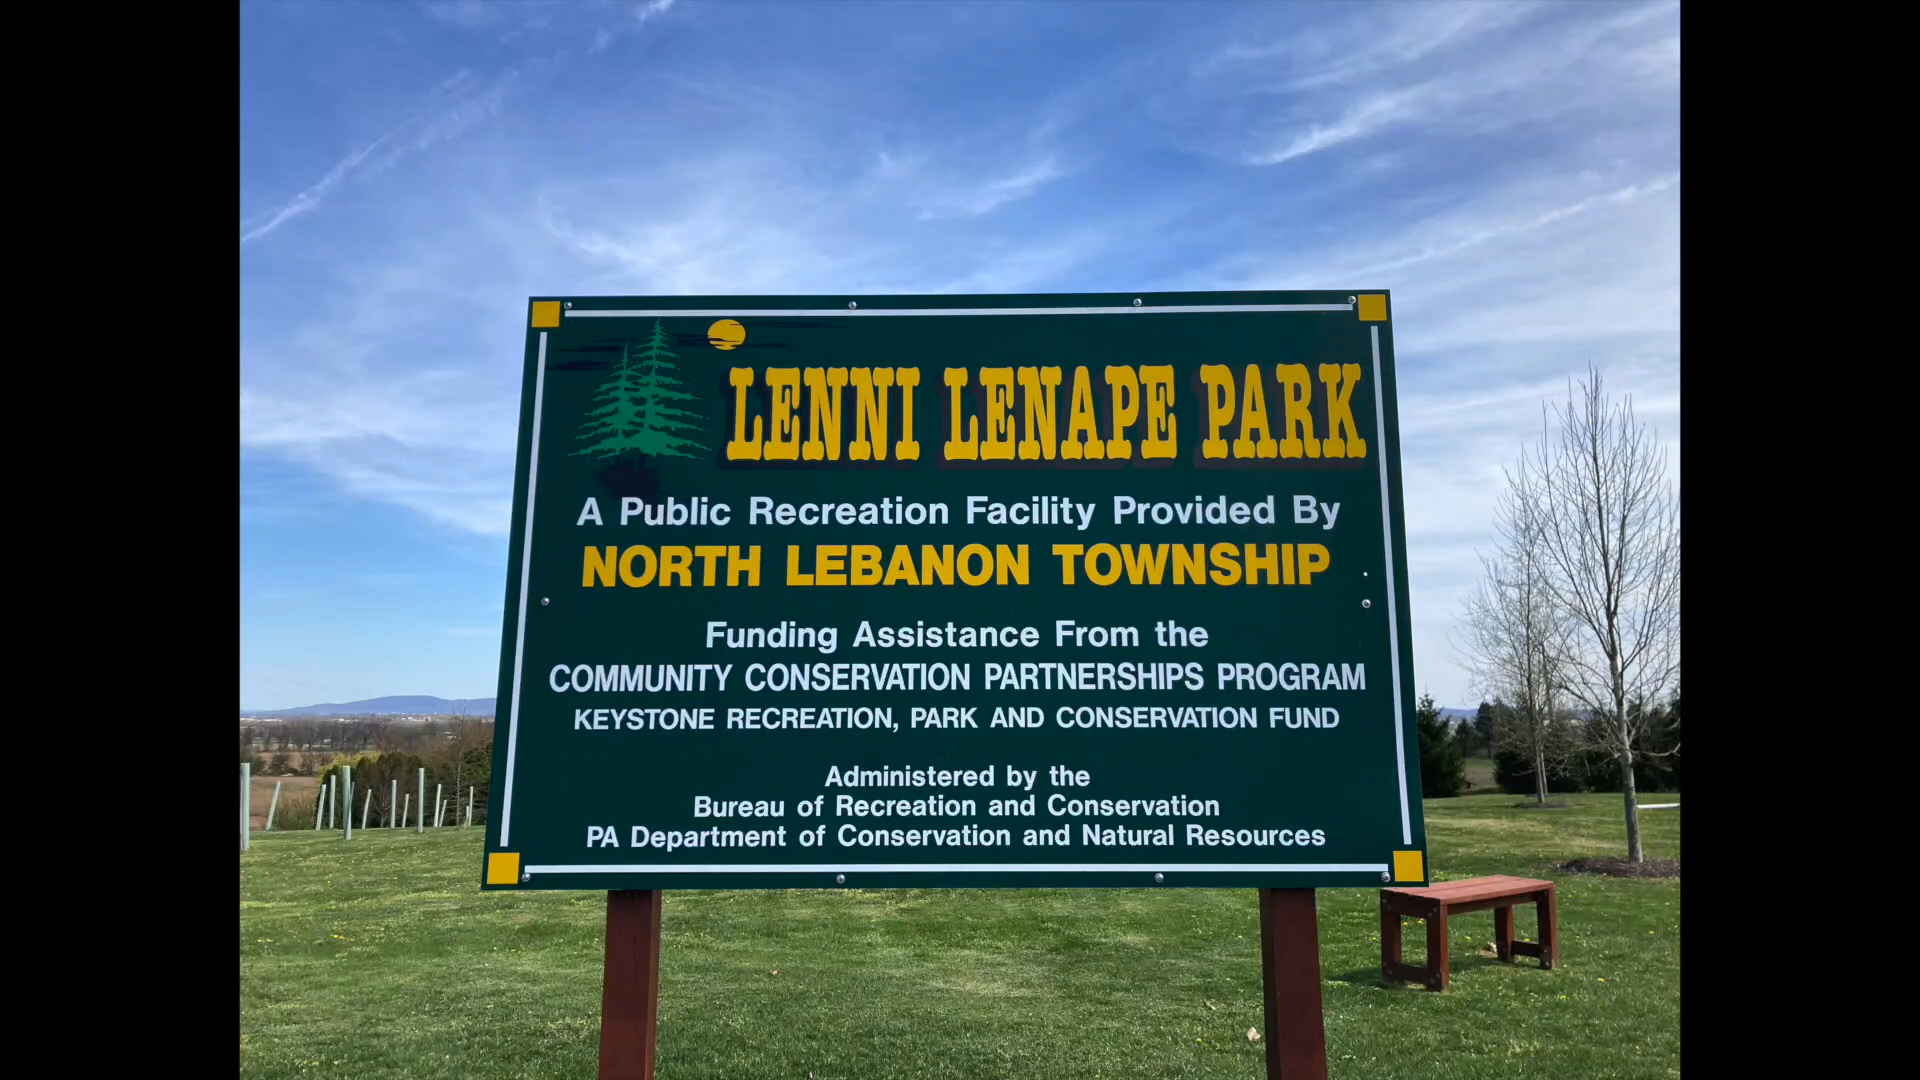 LENNI LENAPE PARK
A Public Recreation Facility Provided By
NORTH LEBANON TOWNSHIP
Funding Assistance From the
COMMUNITY CONSERVATION PARTNERSHIPS PROGRAM
KEYSTONE RECREATION, PARK AND CONSERVATION FUND
Administered by the
Bureau of Recreation and Conservation
PA Department of Conservation and Natural Resources